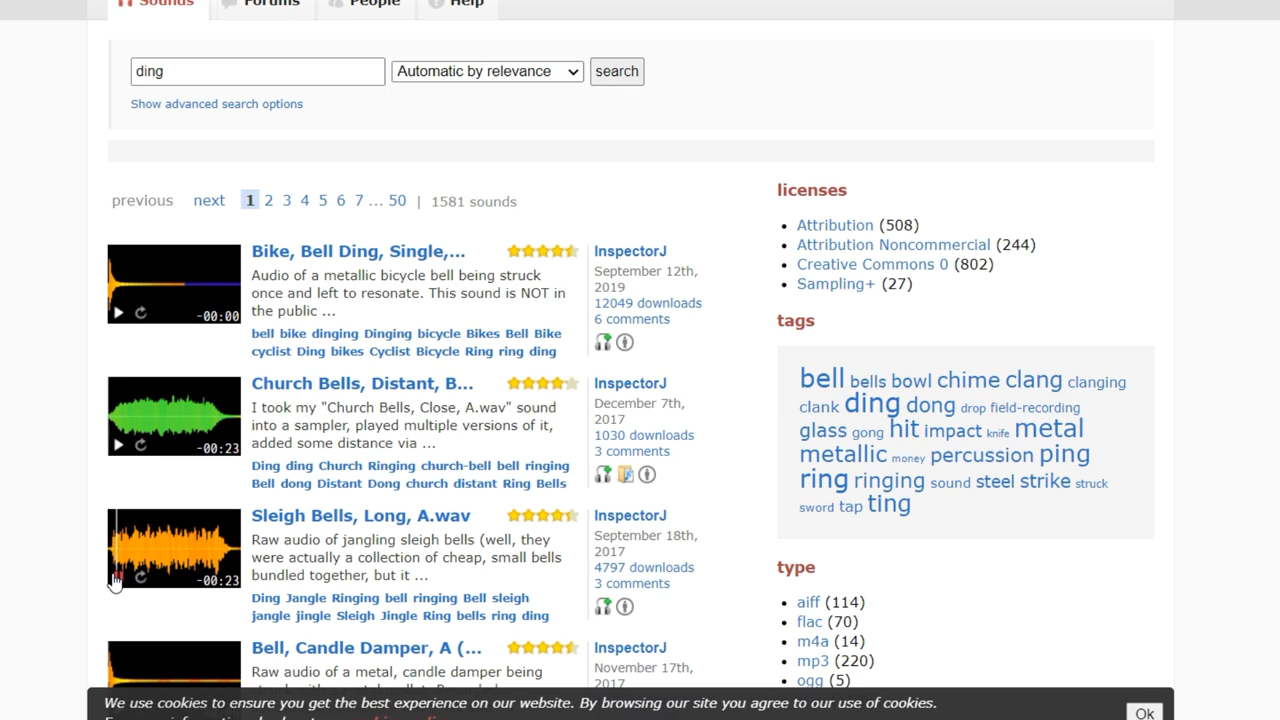 Sounds Forums People Help
ding Automatic by relevance search
Show advanced search options
previous next 1 2 3 4 5 6 7 ... 50 | 1581 sounds
Bike, Bell Ding, Single,...
Audio of a metallic bicycle bell being struck
once and left to resonate. This sound is NOT in
the public ...
bell bike dinging Dinging bicycle Bikes Bell Bike
cyclist Ding bikes Cyclist Bicycle Ring ring ding
-00:00
InspectorJ
September 12th,
2019
12049 downloads
6 comments
Church Bells, Distant, B...
I took my "Church Bells, Close, A.wav" sound
into a sampler, played multiple versions of it,
added some distance via ...
Ding ding Church Ringing church-bell bell ringing
Bell dong Distant Dong church distant Ring Bells
-00:23
InspectorJ
December 7th,
2017
1030 downloads
3 comments
Sleigh Bells, Long, A.wav
Raw audio of jangling sleigh bells (well, they
were actually a collection of cheap, small bells
bundled together, but it ...
Ding Jangle Ringing bell ringing Bell sleigh
jangle jingle Sleigh Jingle Ring bells ring ding
-00:23
InspectorJ
September 18th,
2017
4797 downloads
3 comments
Bell, Candle Damper, A (...
Raw audio of a metal, candle damper being
InspectorJ
November 17th,
2017
licenses
Attribution (508)
Attribution Noncommercial (244)
Creative Commons 0 (802)
Sampling+ (27)
tags
bell bells bowl chime clang clanging
clank ding dong drop field-recording
glass gong hit impact knife metal
metallic money percussion ping
ring ringing sound steel strike struck
sword tap ting
type
aiff (114)
flac (70)
m4a (14)
mp3 (220)
ogg (5)
We use cookies to ensure you get the best experience on our website. By browsing our site you agree to our use of cookies.
Ok